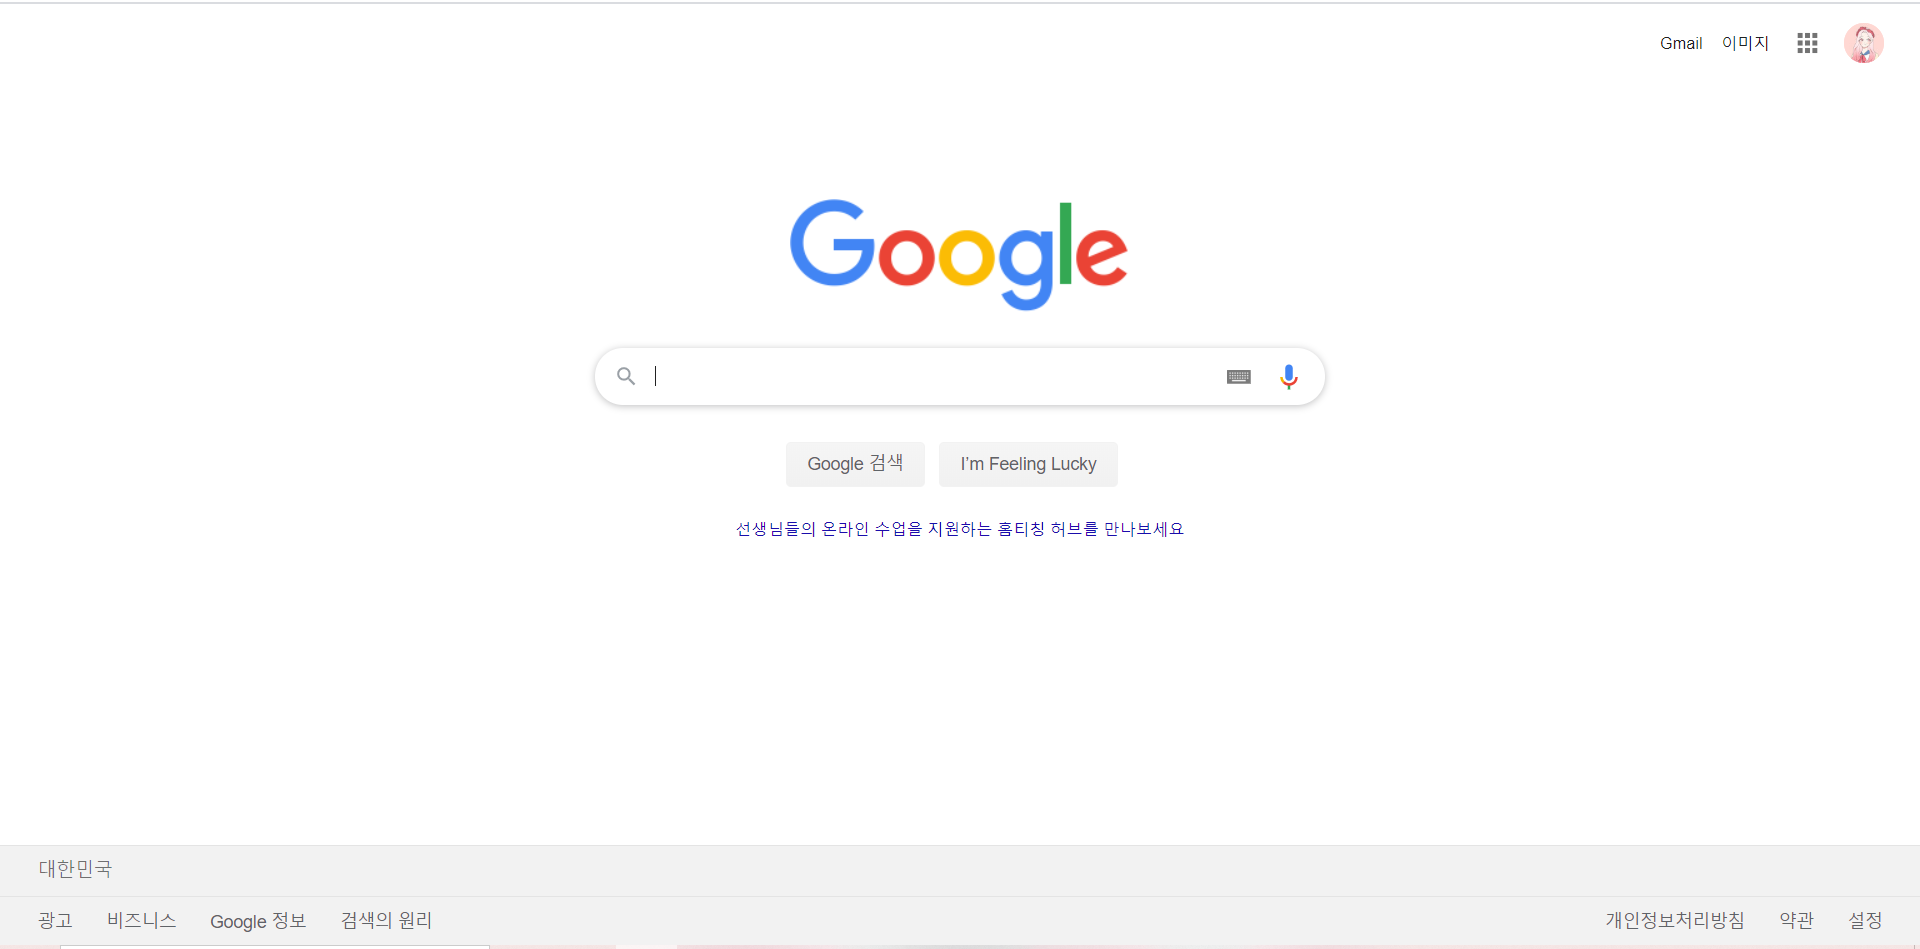 Gmail 이미지
Google
Google 검색 I'm Feeling Lucky
선생님들의 온라인 수업을 지원하는 홈티칭 허브를 만나보세요
대한민국
광고 비즈니스 Google 정보 검색의 원리 개인정보처리방침 약관 설정